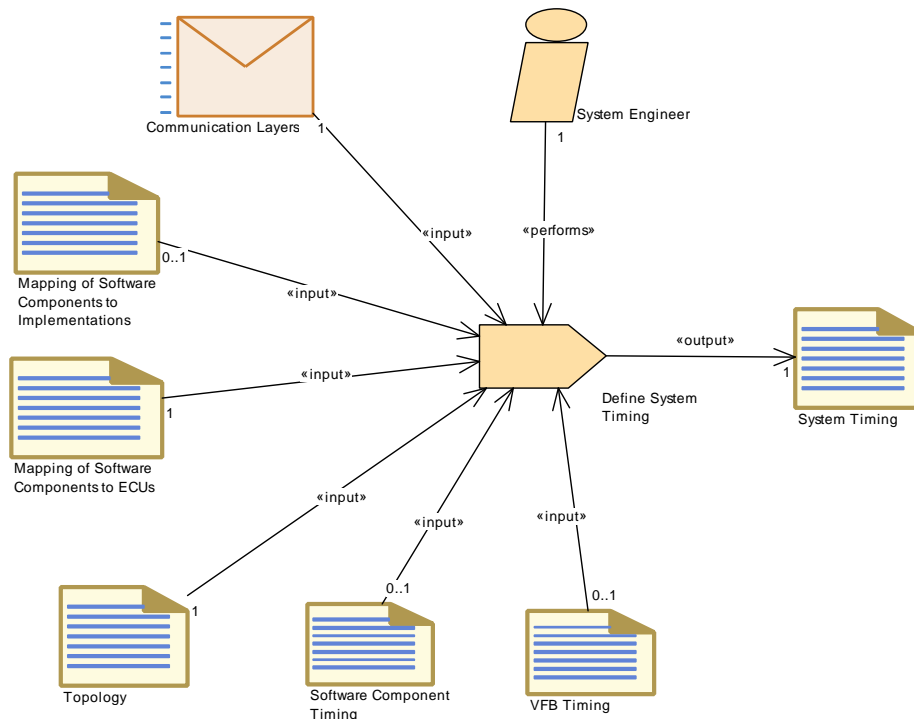 Communication Layers
1
System Engineer
1
«input»
«performs»
0..1
Mapping of Software
Components to
Implementations
«input»
«output»
1
System Timing
Define System
Timing
«input»
1
Mapping of Software
Components to ECUs
«input»
«input»
«input»
1
Topology
0..1
Software Component
Timing
0..1
VFB Timing